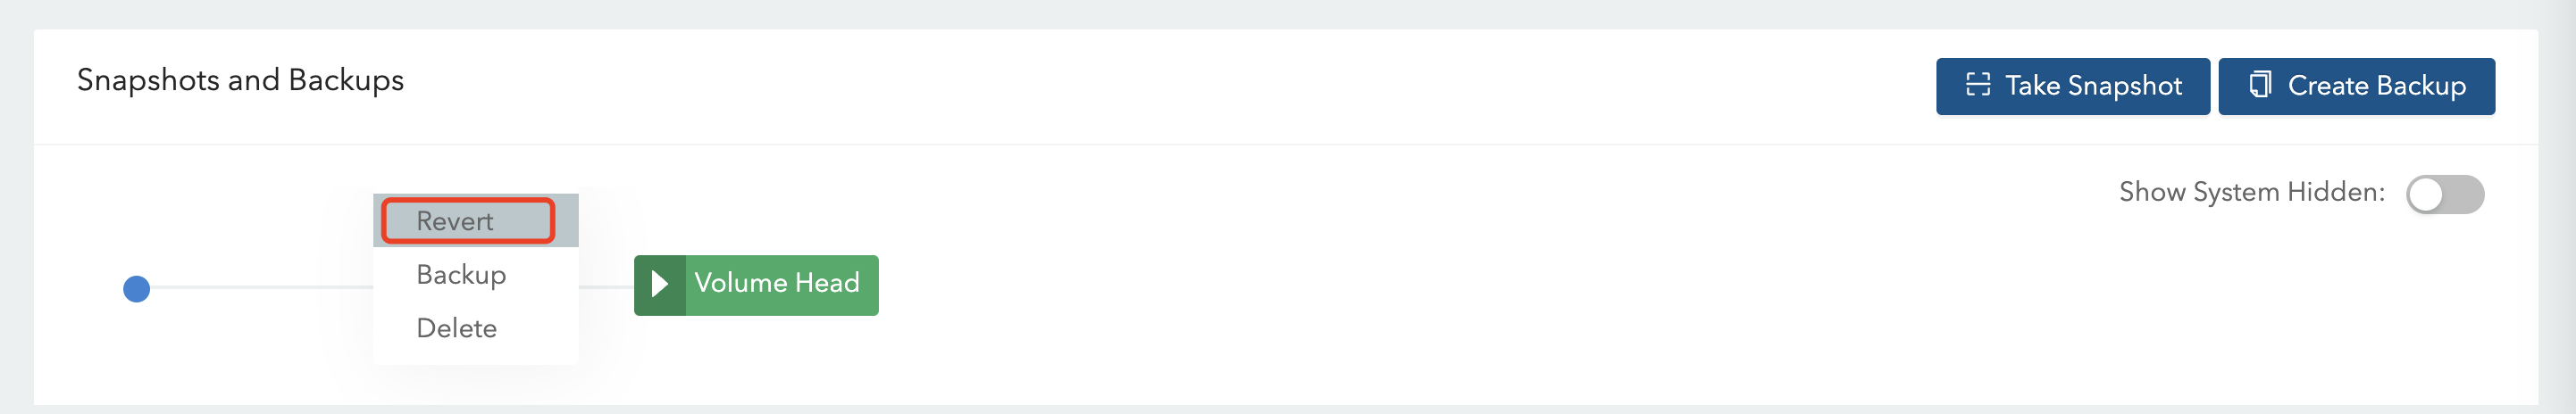 Snapshots and Backups
Take Snapshot
Create Backup
Show System Hidden:
Revert
Backup
Volume Head
Delete